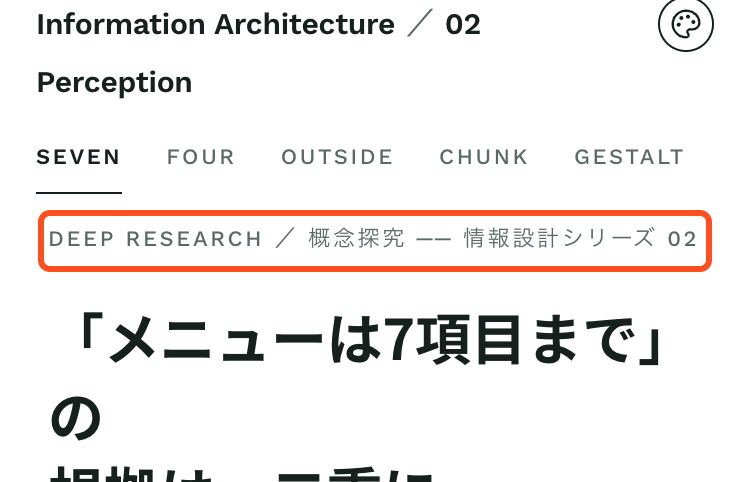 Information Architecture ／ 02
Perception
SEVEN FOUR OUTSIDE CHUNK GESTALT
DEEP RESEARCH ／ 概念探究 —— 情報設計シリーズ 02
「メニューは7項目まで」
の